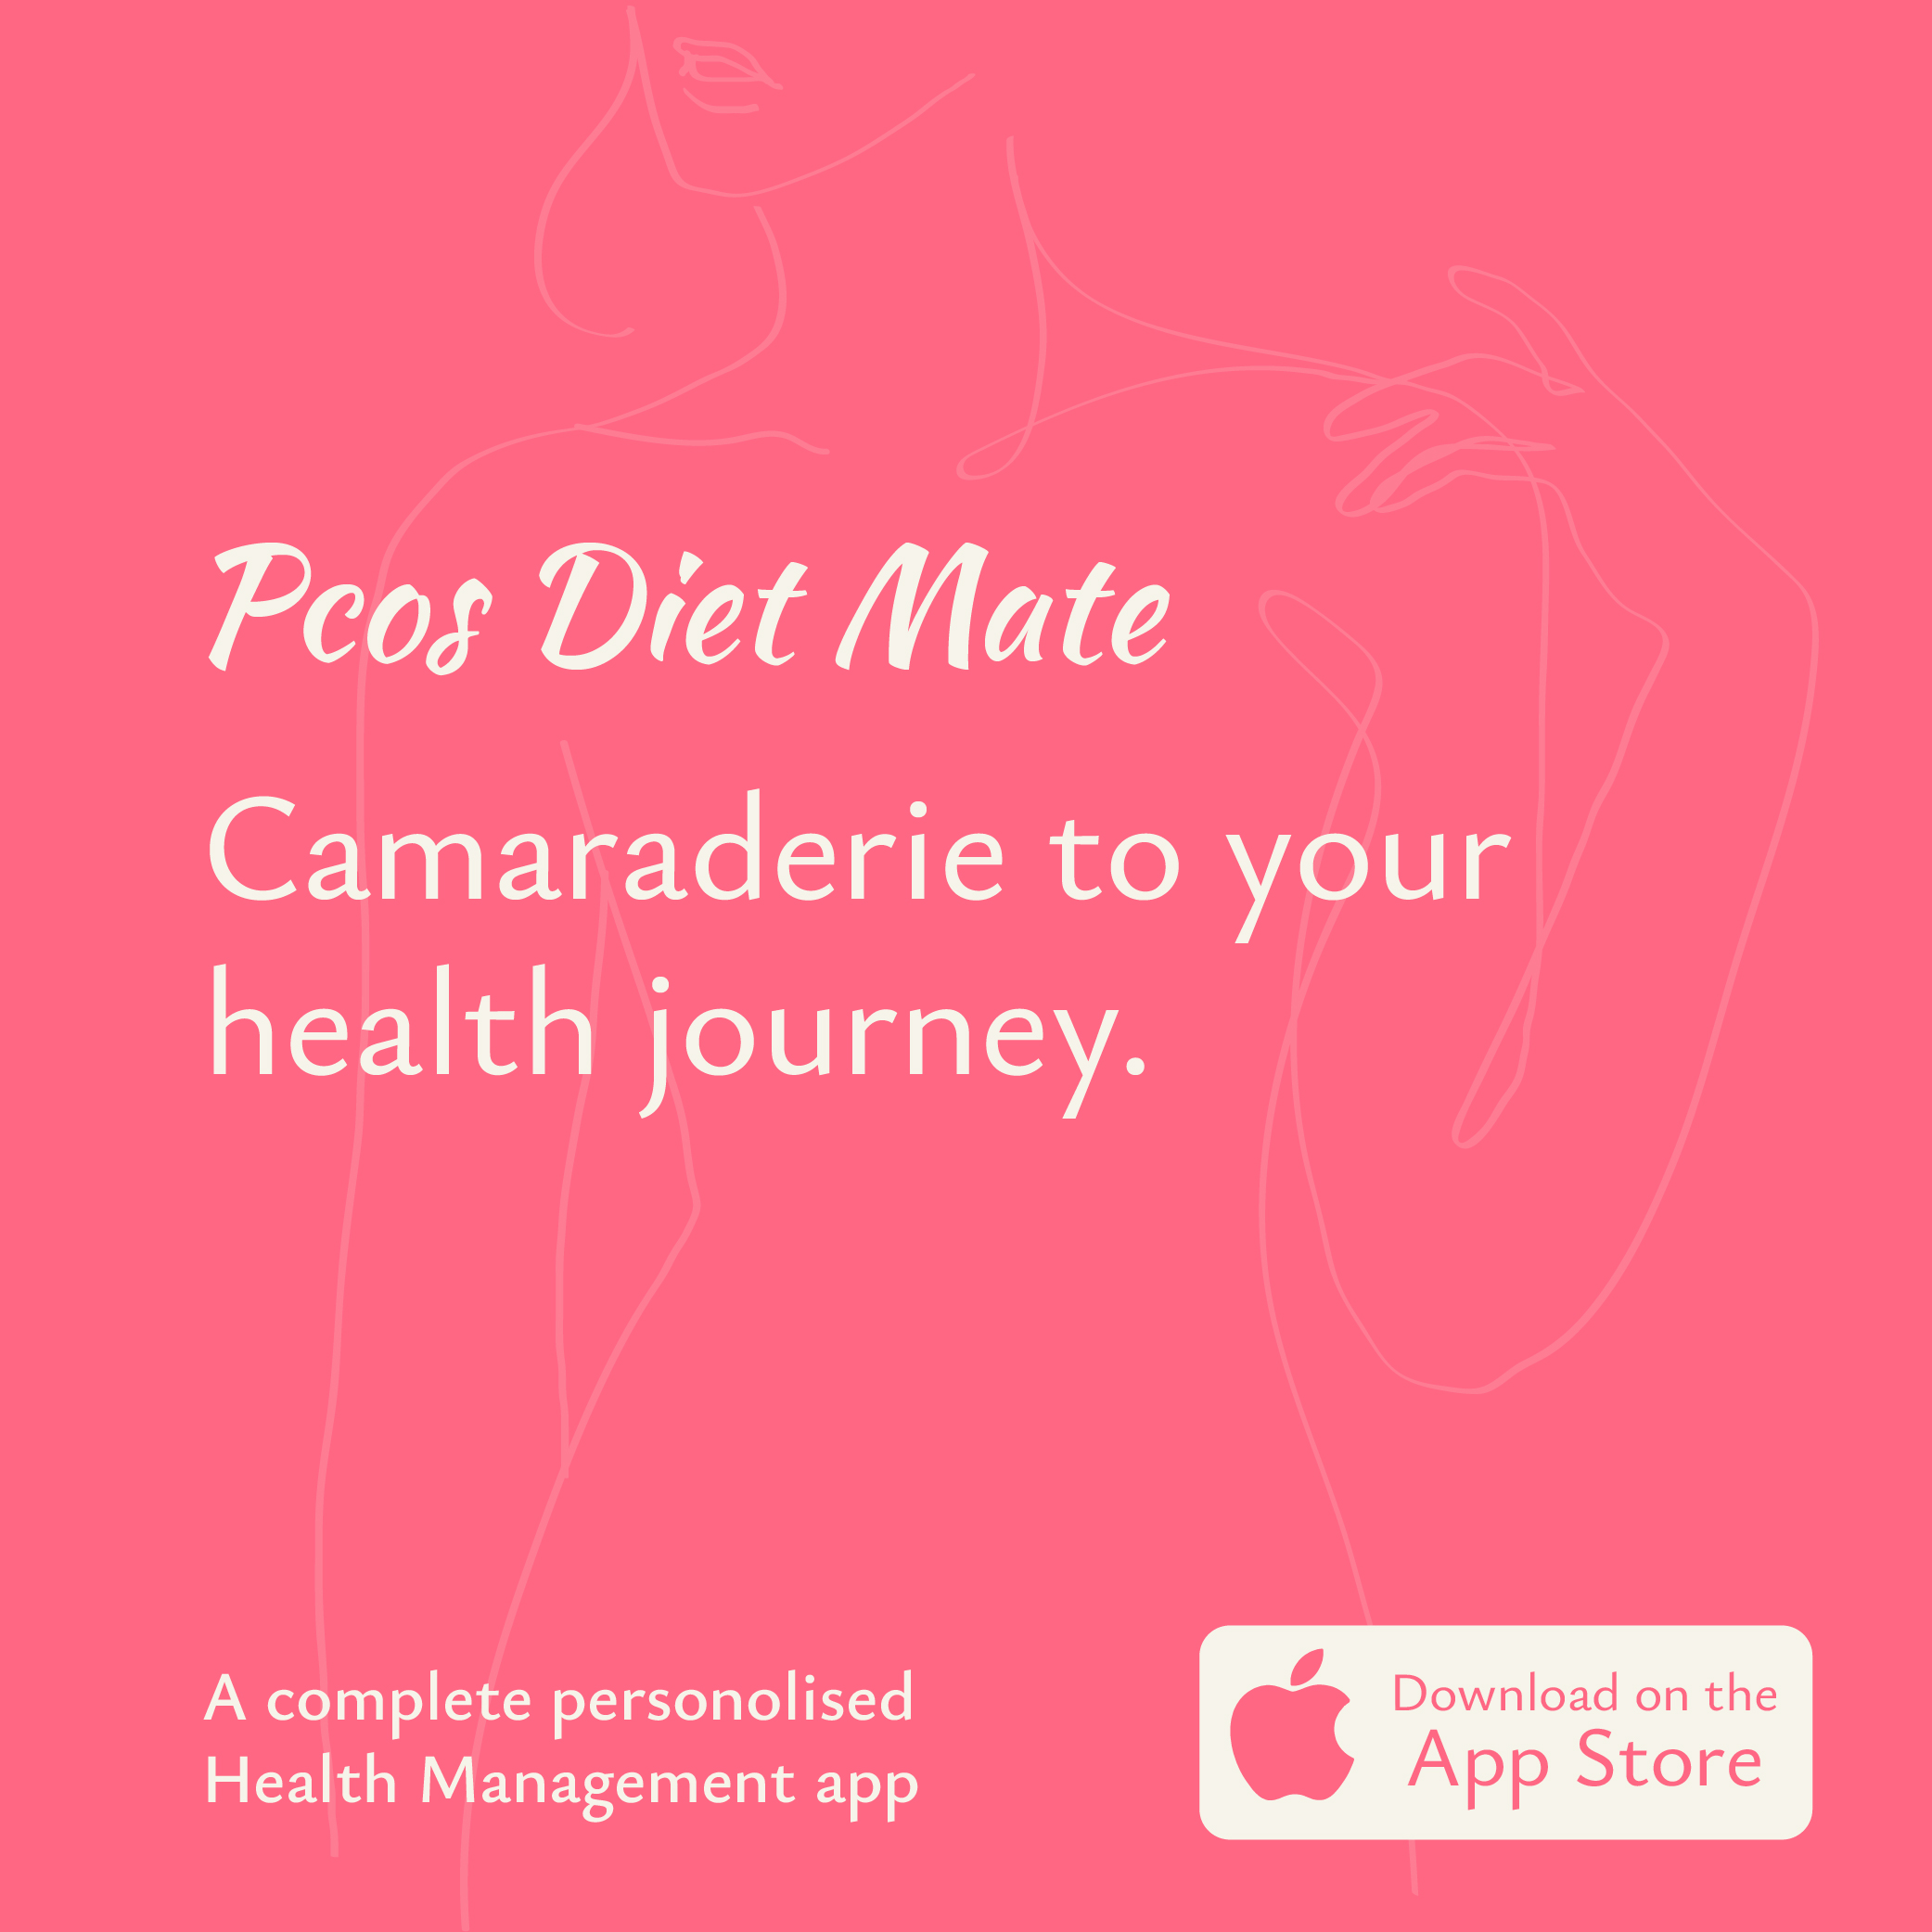 Pcos Diet Mate
Camaraderie to your
health journey.
A complete personolised
Health Management app
Download on the
App Store